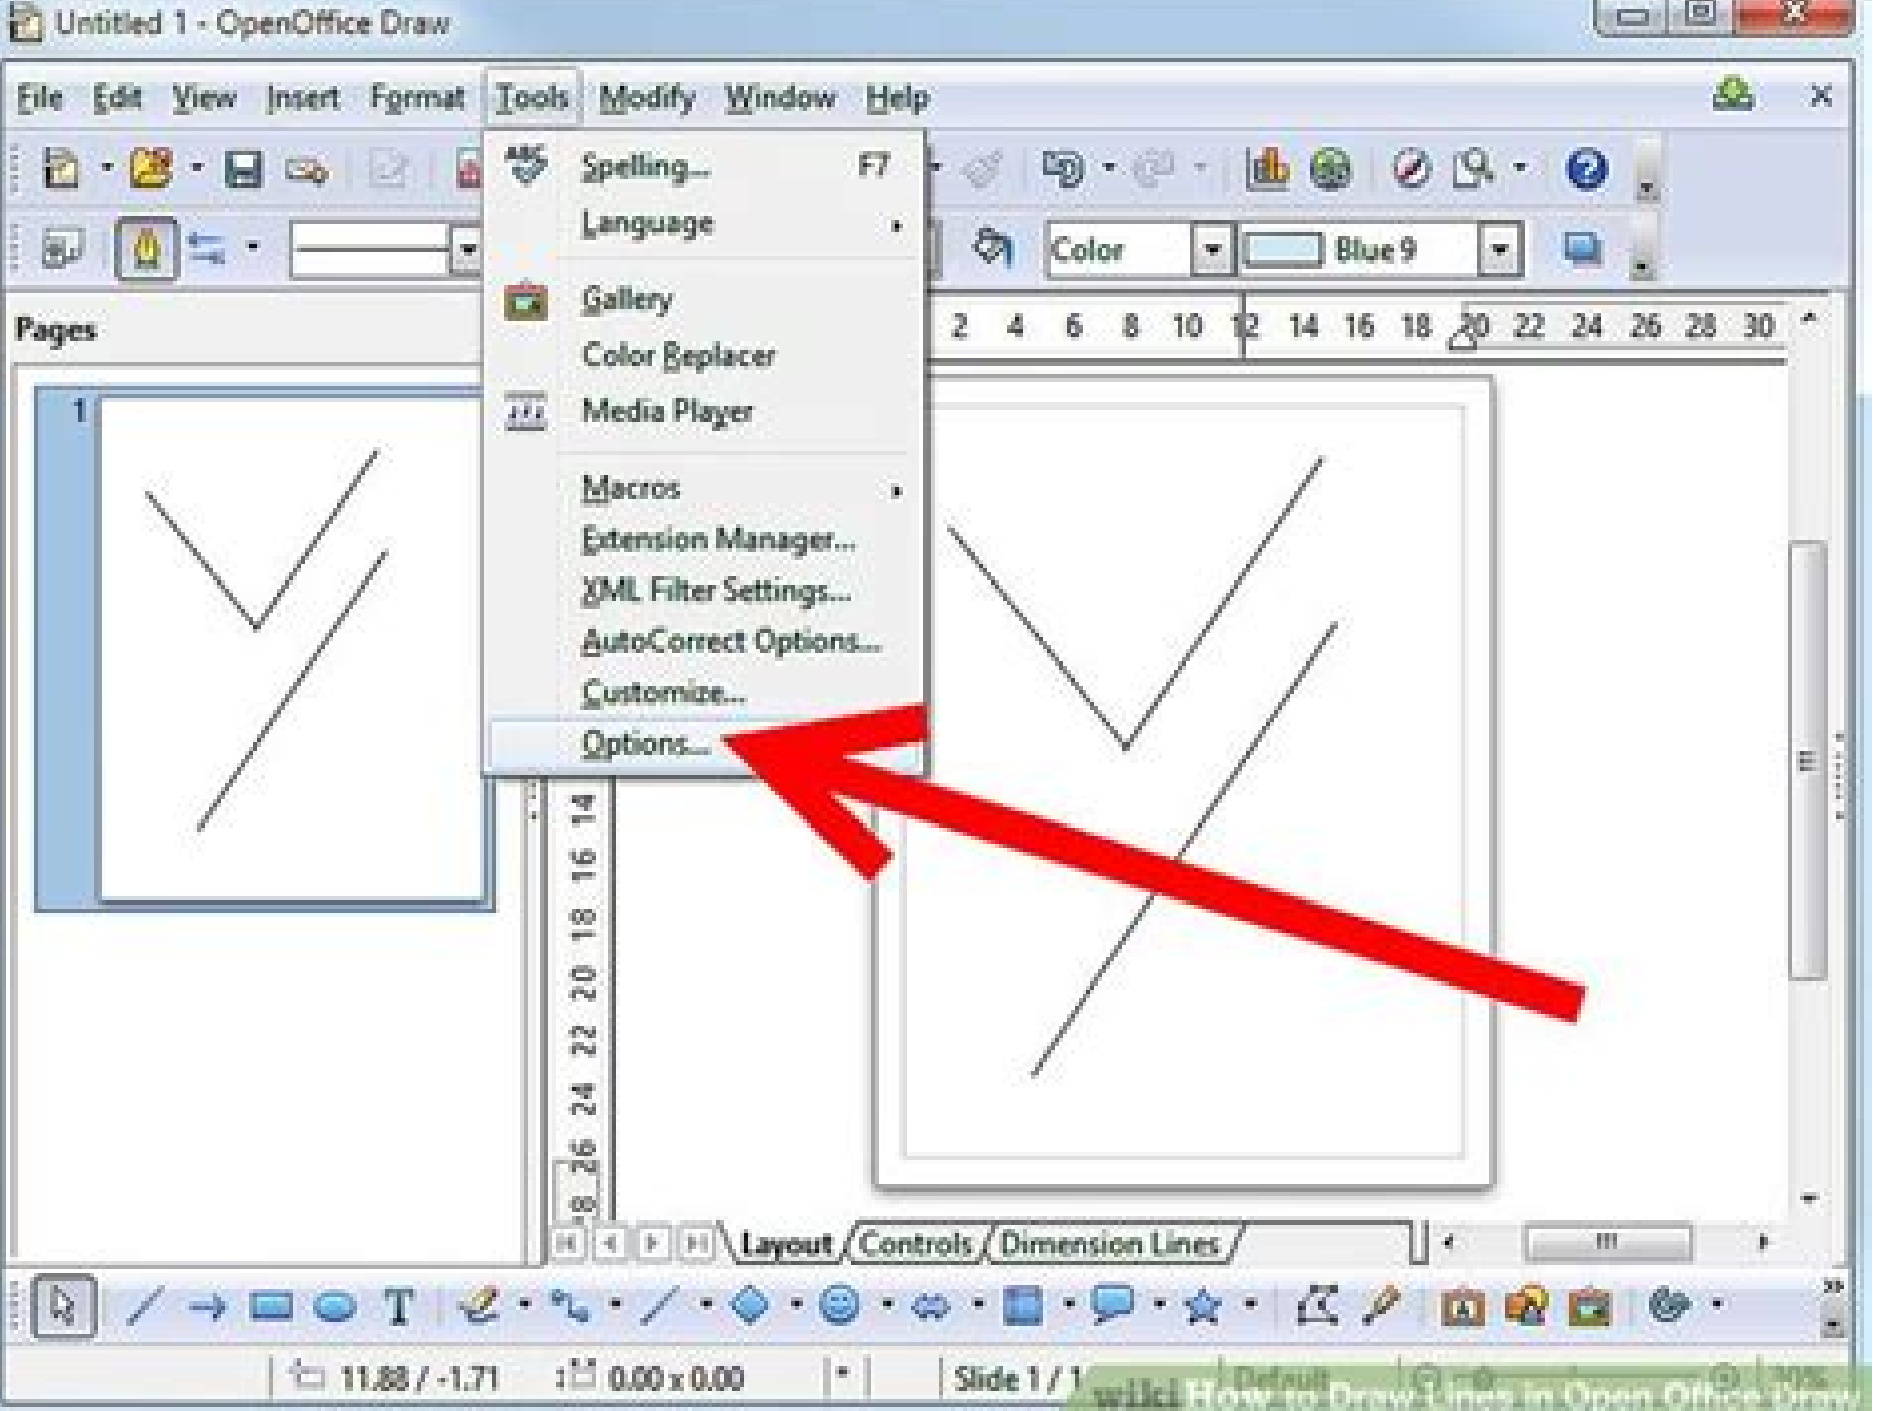 Untitled 1 - OpenOffice Draw
File Edit View Insert Format Tools Modify Window Help
ABC Spelling... F7
Language
Color Blue 9
Gallery
Pages
2 4 6 8 10 12 14 16 18 20 22 24 26 28 30
Color Replacer
1
Media Player
Macros
Extension Manager...
XML Filter Settings...
AutoCorrect Options...
Customize...
Options...
14
16
18
20
22
24
26
Layout Controls Dimension Lines
T A
11.88 / -1.71 0.00 x 0.00 * Slide 1 / 1 Default 30%
wikiHow to Draw Lines in Open Office Draw